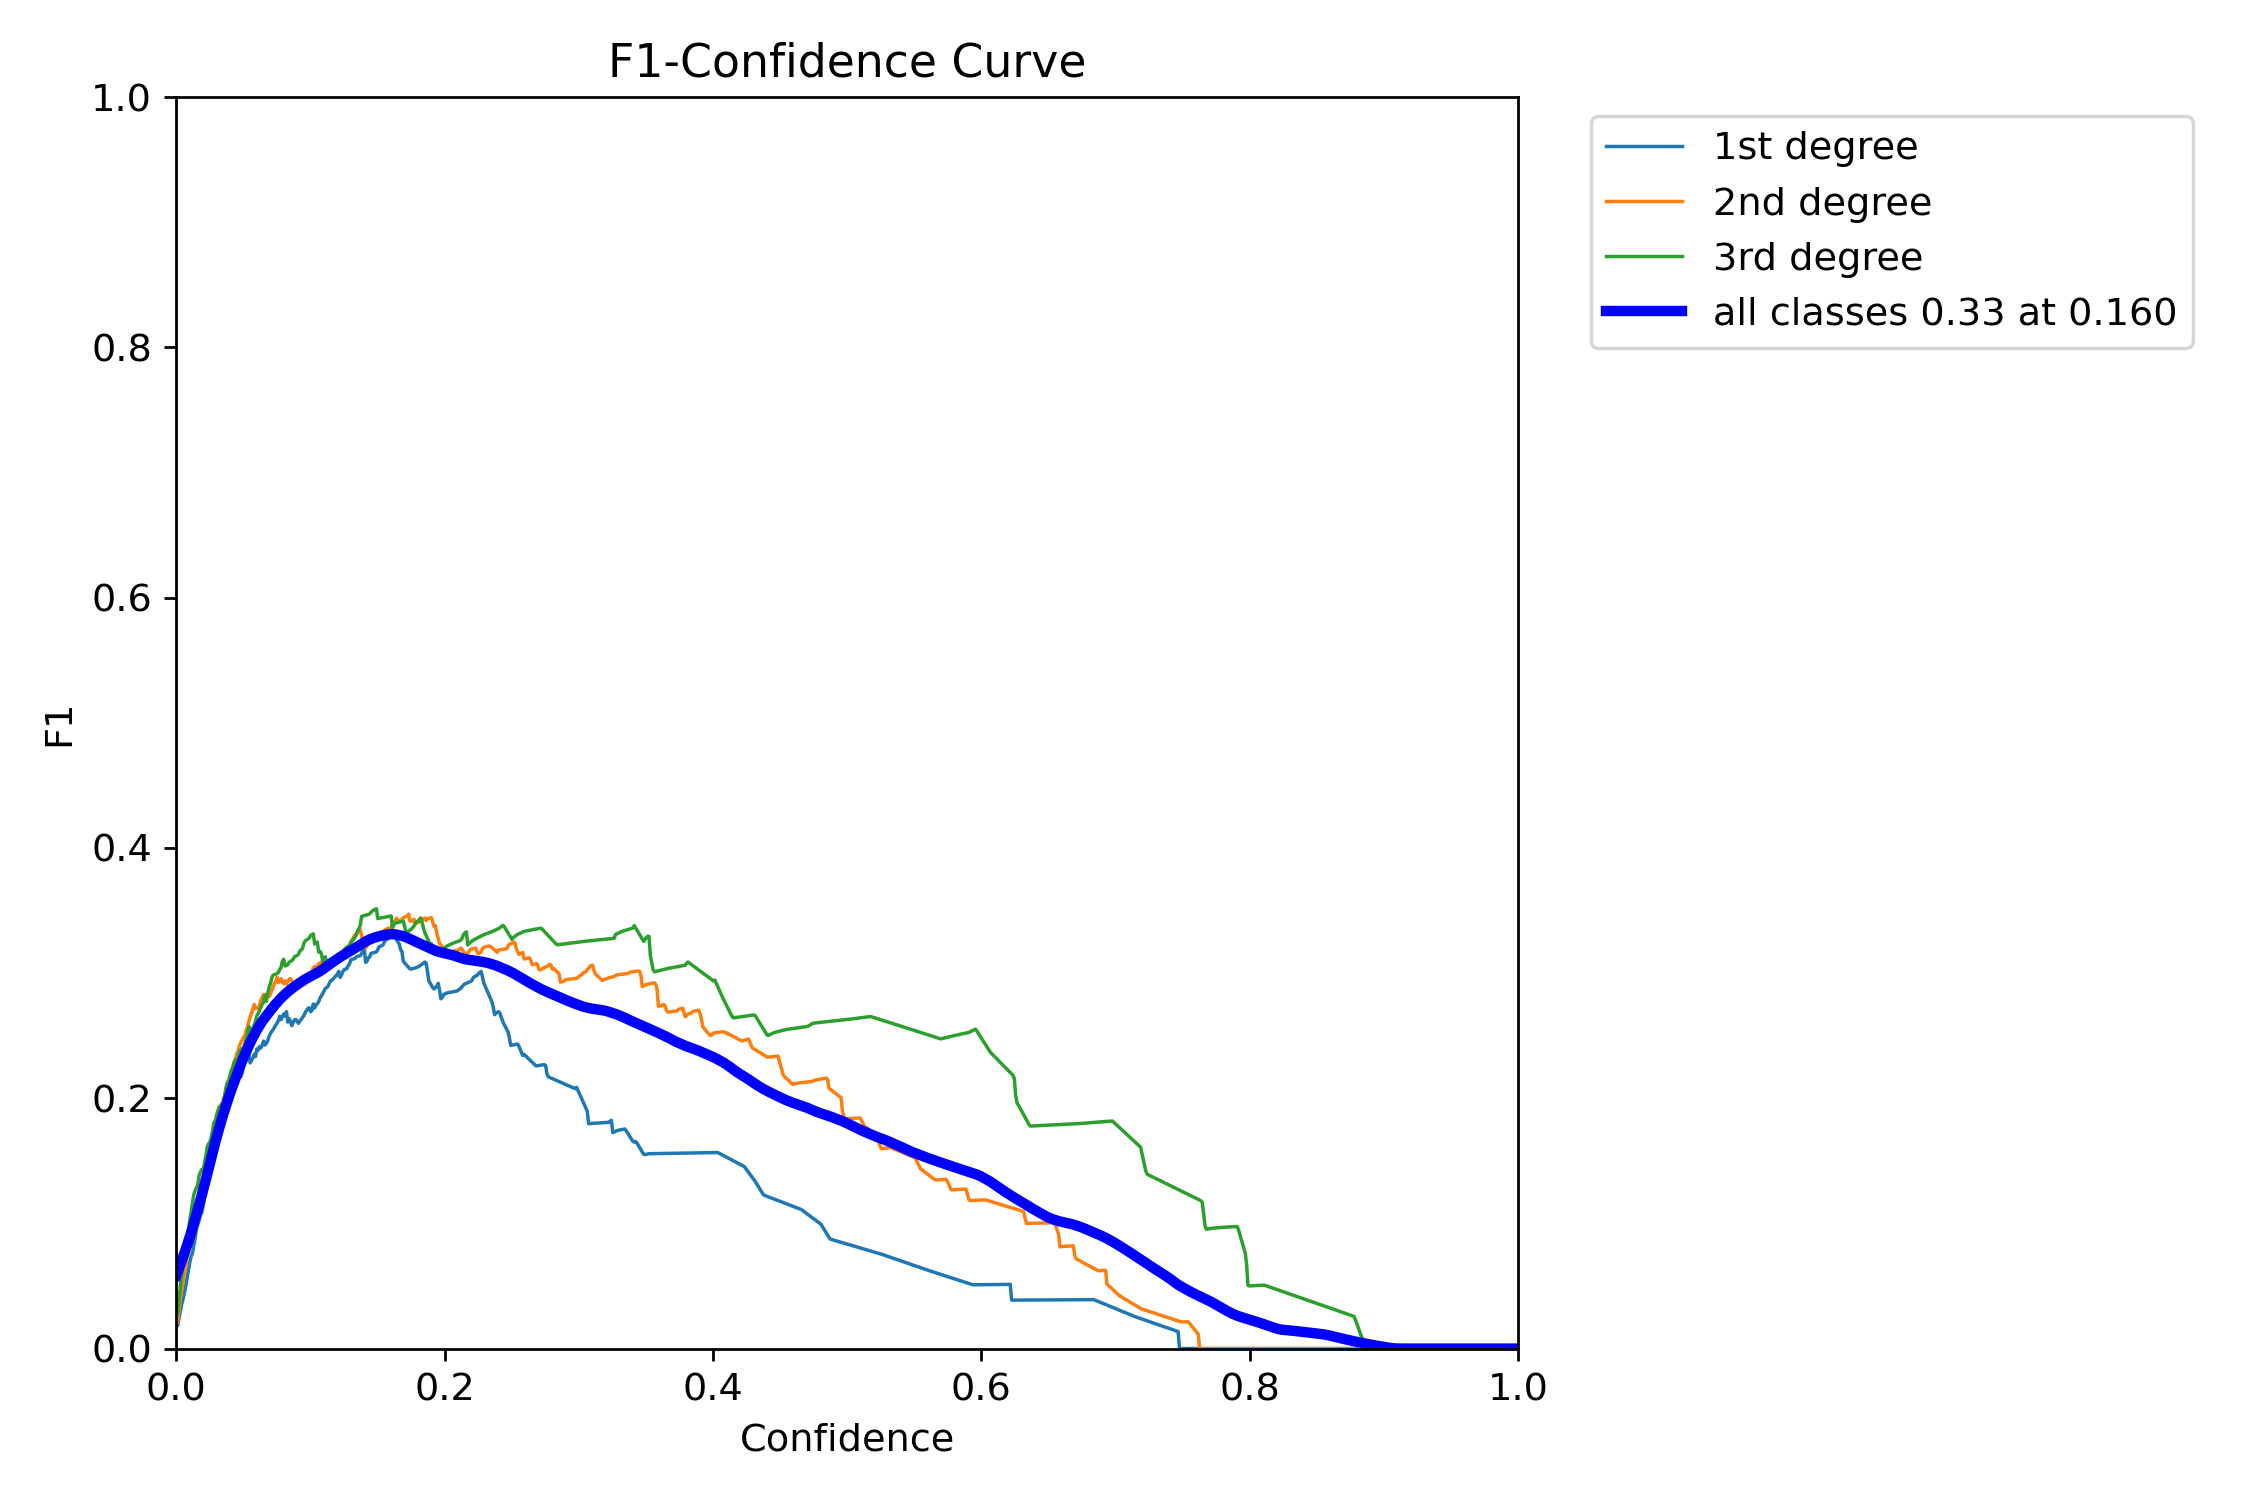 F1-Confidence Curve
1.0
0.8
0.6
0.4
0.2
0.0
F1
0.0 0.2 0.4 0.6 0.8 1.0
Confidence
1st degree
2nd degree
3rd degree
all classes 0.33 at 0.160